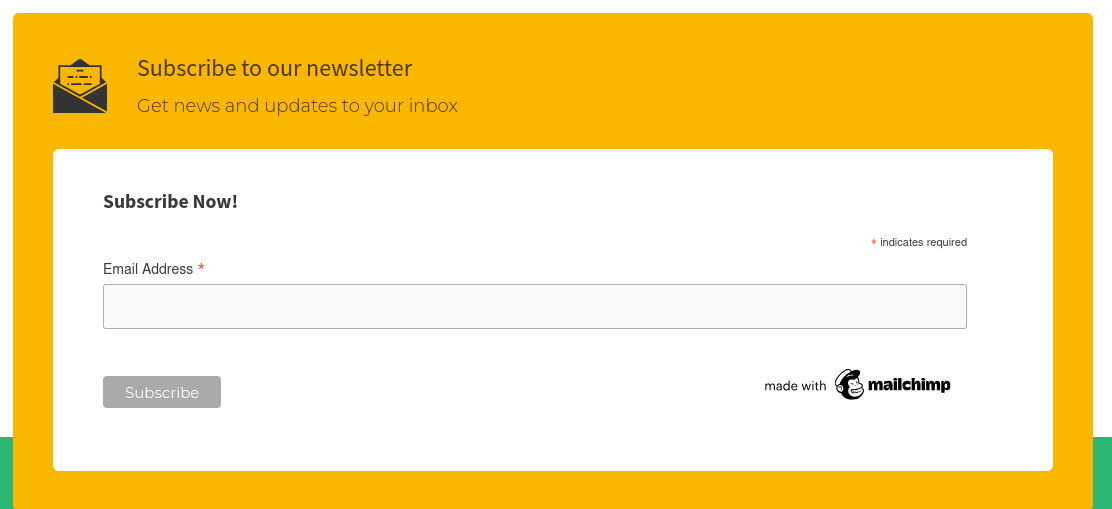 Subscribe to our newsletter
Get news and updates to your inbox
Subscribe Now!
* indicates required
Email Address *
Subscribe
made with mailchimp